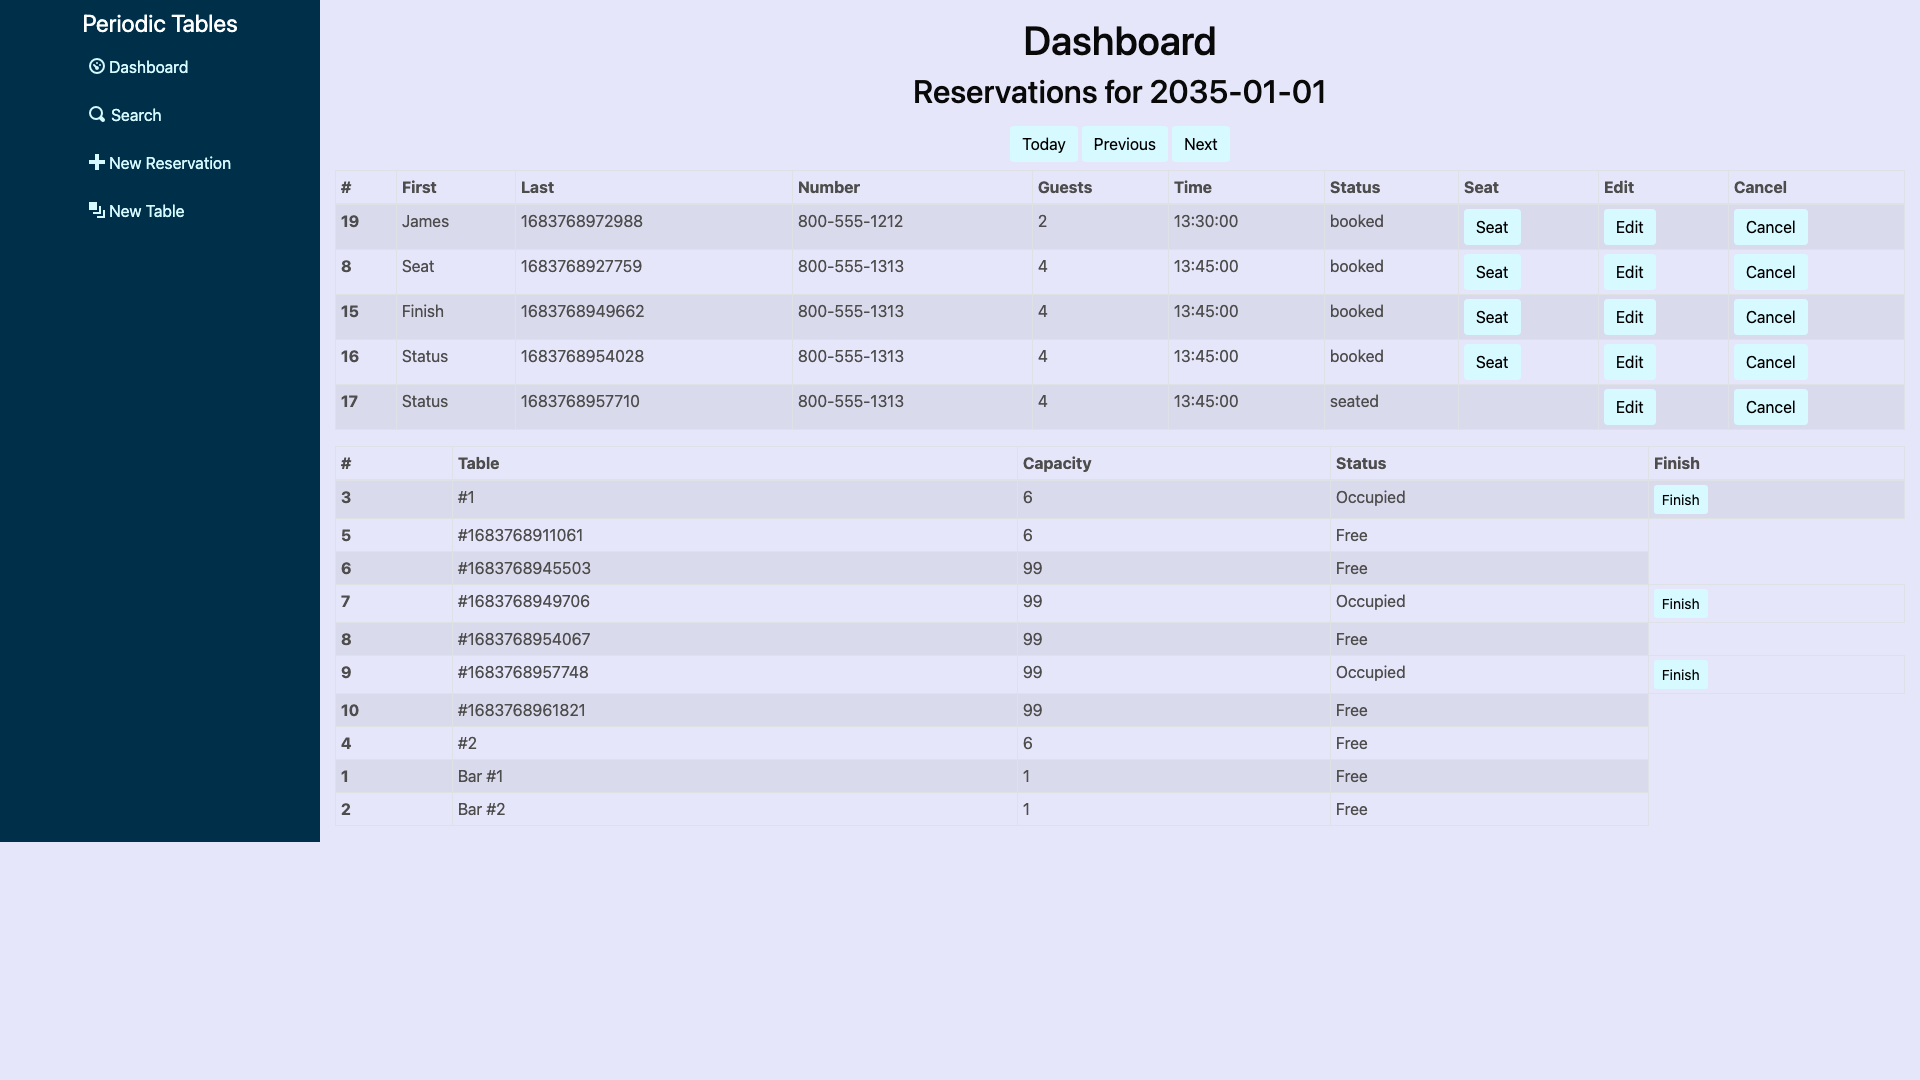 Periodic Tables
Dashboard
Search
New Reservation
New Table
Dashboard
Reservations for 2035-01-01
Today Previous Next
# First Last Number Guests Time Status Seat Edit Cancel
19 James 1683768972988 800-555-1212 2 13:30:00 booked Seat Edit Cancel
8 Seat 1683768927759 800-555-1313 4 13:45:00 booked Seat Edit Cancel
15 Finish 1683768949662 800-555-1313 4 13:45:00 booked Seat Edit Cancel
16 Status 1683768954028 800-555-1313 4 13:45:00 booked Seat Edit Cancel
17 Status 1683768957710 800-555-1313 4 13:45:00 seated Edit Cancel
# Table Capacity Status Finish
3 #1 6 Occupied Finish
5 #1683768911061 6 Free
6 #1683768945503 99 Free
7 #1683768949706 99 Occupied Finish
8 #1683768954067 99 Free
9 #1683768957748 99 Occupied Finish
10 #1683768961821 99 Free
4 #2 6 Free
1 Bar #1 1 Free
2 Bar #2 1 Free